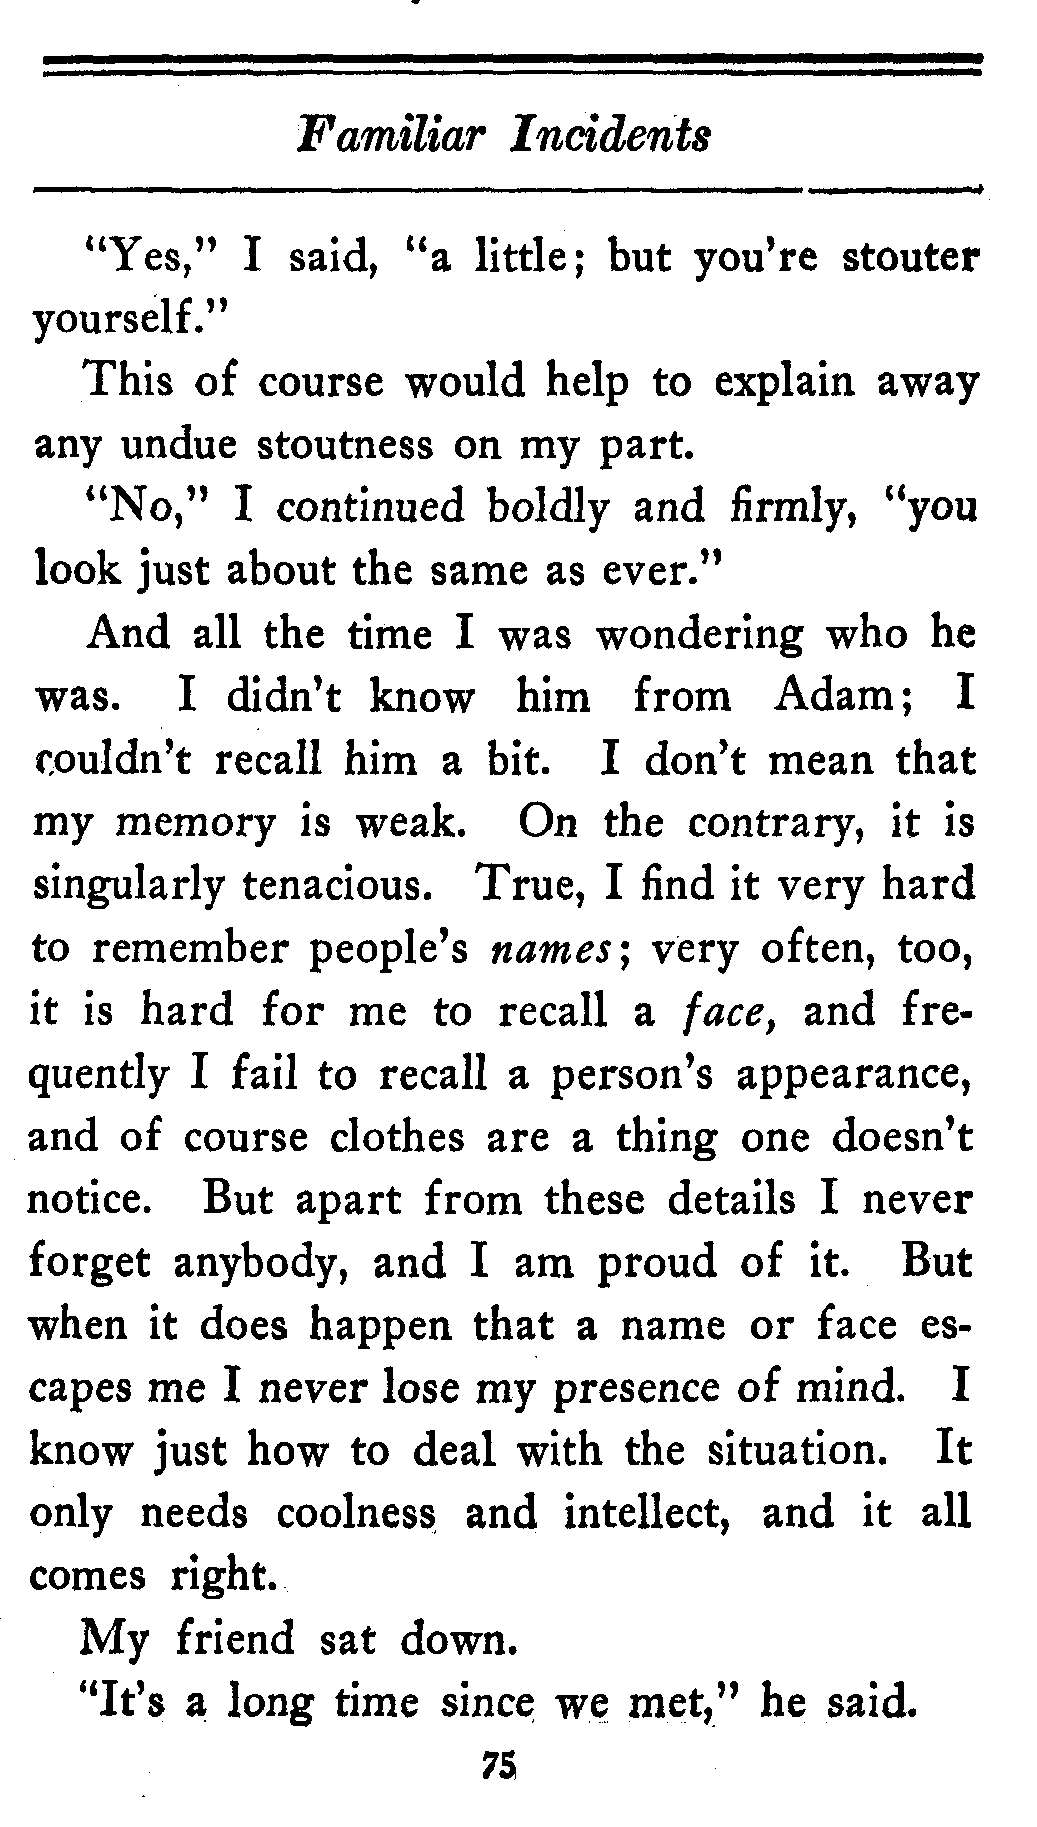 Familiar Incidents
“Yes,” I said, “a little; but you’re stouter
yourself.”
This of course would help to explain away
any undue stoutness on my part.
“No,” I continued boldly and firmly, “you
look just about the same as ever.”
And all the time I was wondering who he
was. I didn’t know him from Adam; I
couldn’t recall him a bit. I don’t mean that
my memory is weak. On the contrary, it is
singularly tenacious. True, I find it very hard
to remember people’s names; very often, too,
it is hard for me to recall a face, and fre-
quently I fail to recall a person’s appearance,
and of course clothes are a thing one doesn’t
notice. But apart from these details I never
forget anybody, and I am proud of it. But
when it does happen that a name or face es-
capes me I never lose my presence of mind. I
know just how to deal with the situation. It
only needs coolness and intellect, and it all
comes right.
My friend sat down.
“It’s a long time since we met,” he said.
75